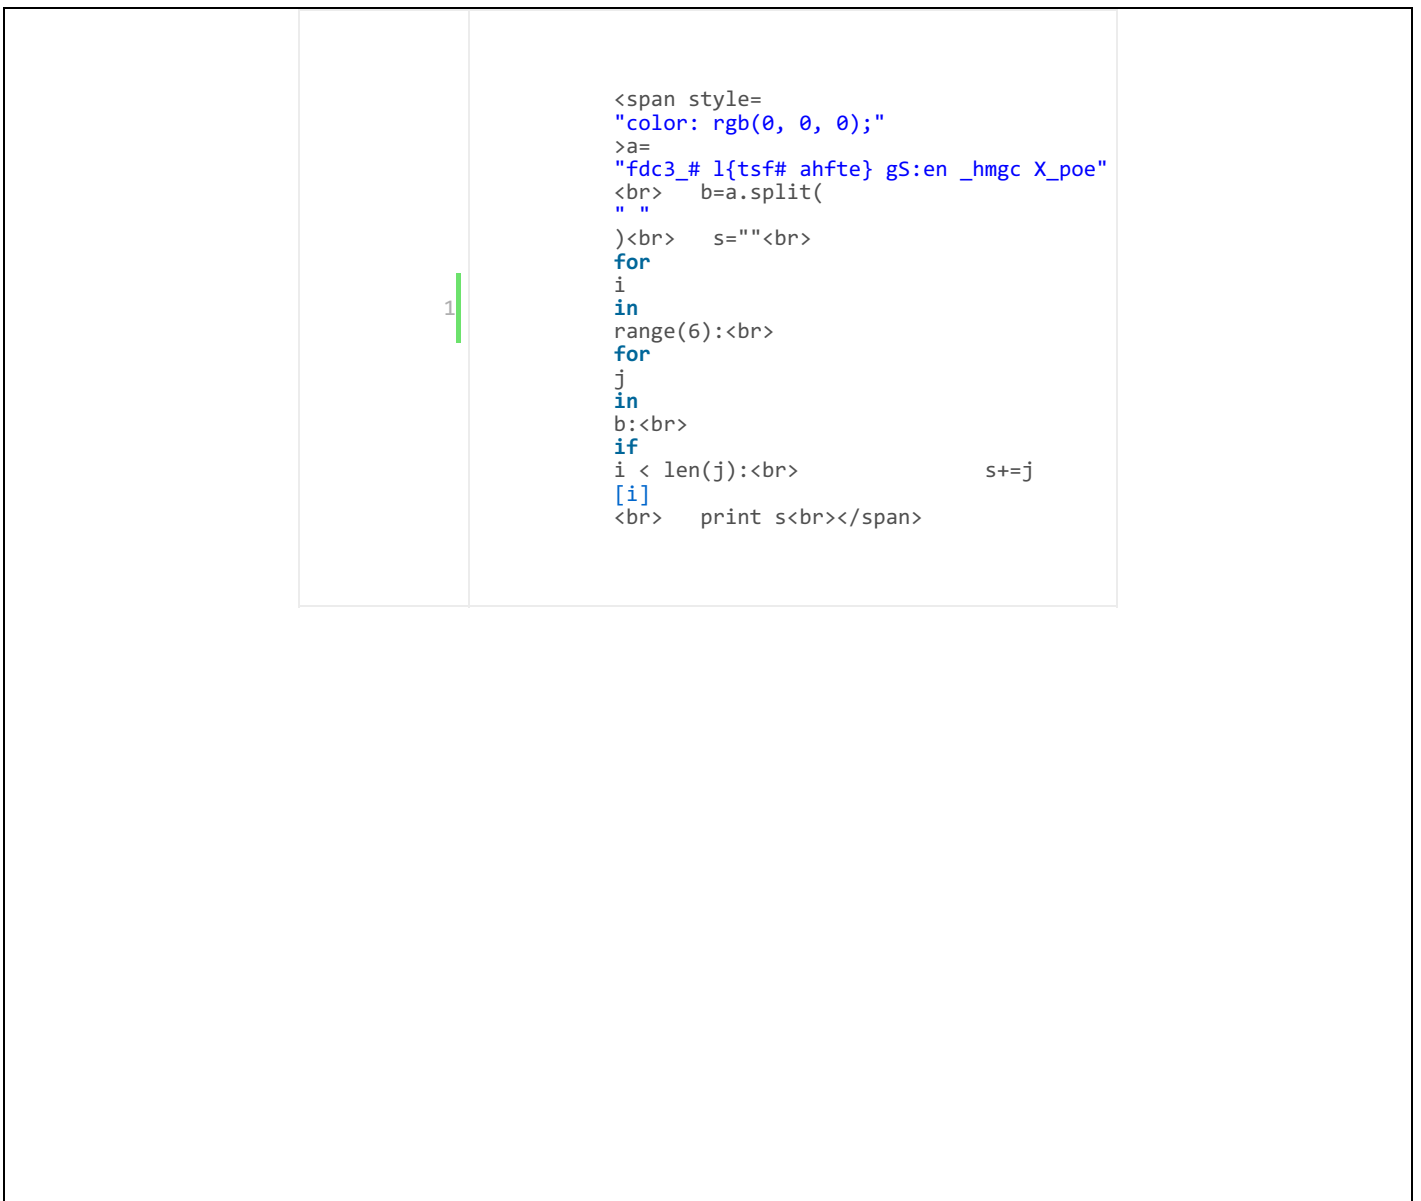 <span style=
"color: rgb(0, 0, 0);"
>a=
"fdc3_# l{tsf# ahfte} gS:en _hmgc X_poe"
<br>   b=a.split(
" "
)<br>   s=""<br>
for
i
1
in
range(6):<br>
for
j
in
b:<br>
if
i < len(j):<br>               s+=j
[i]
<br>   print s<br></span>